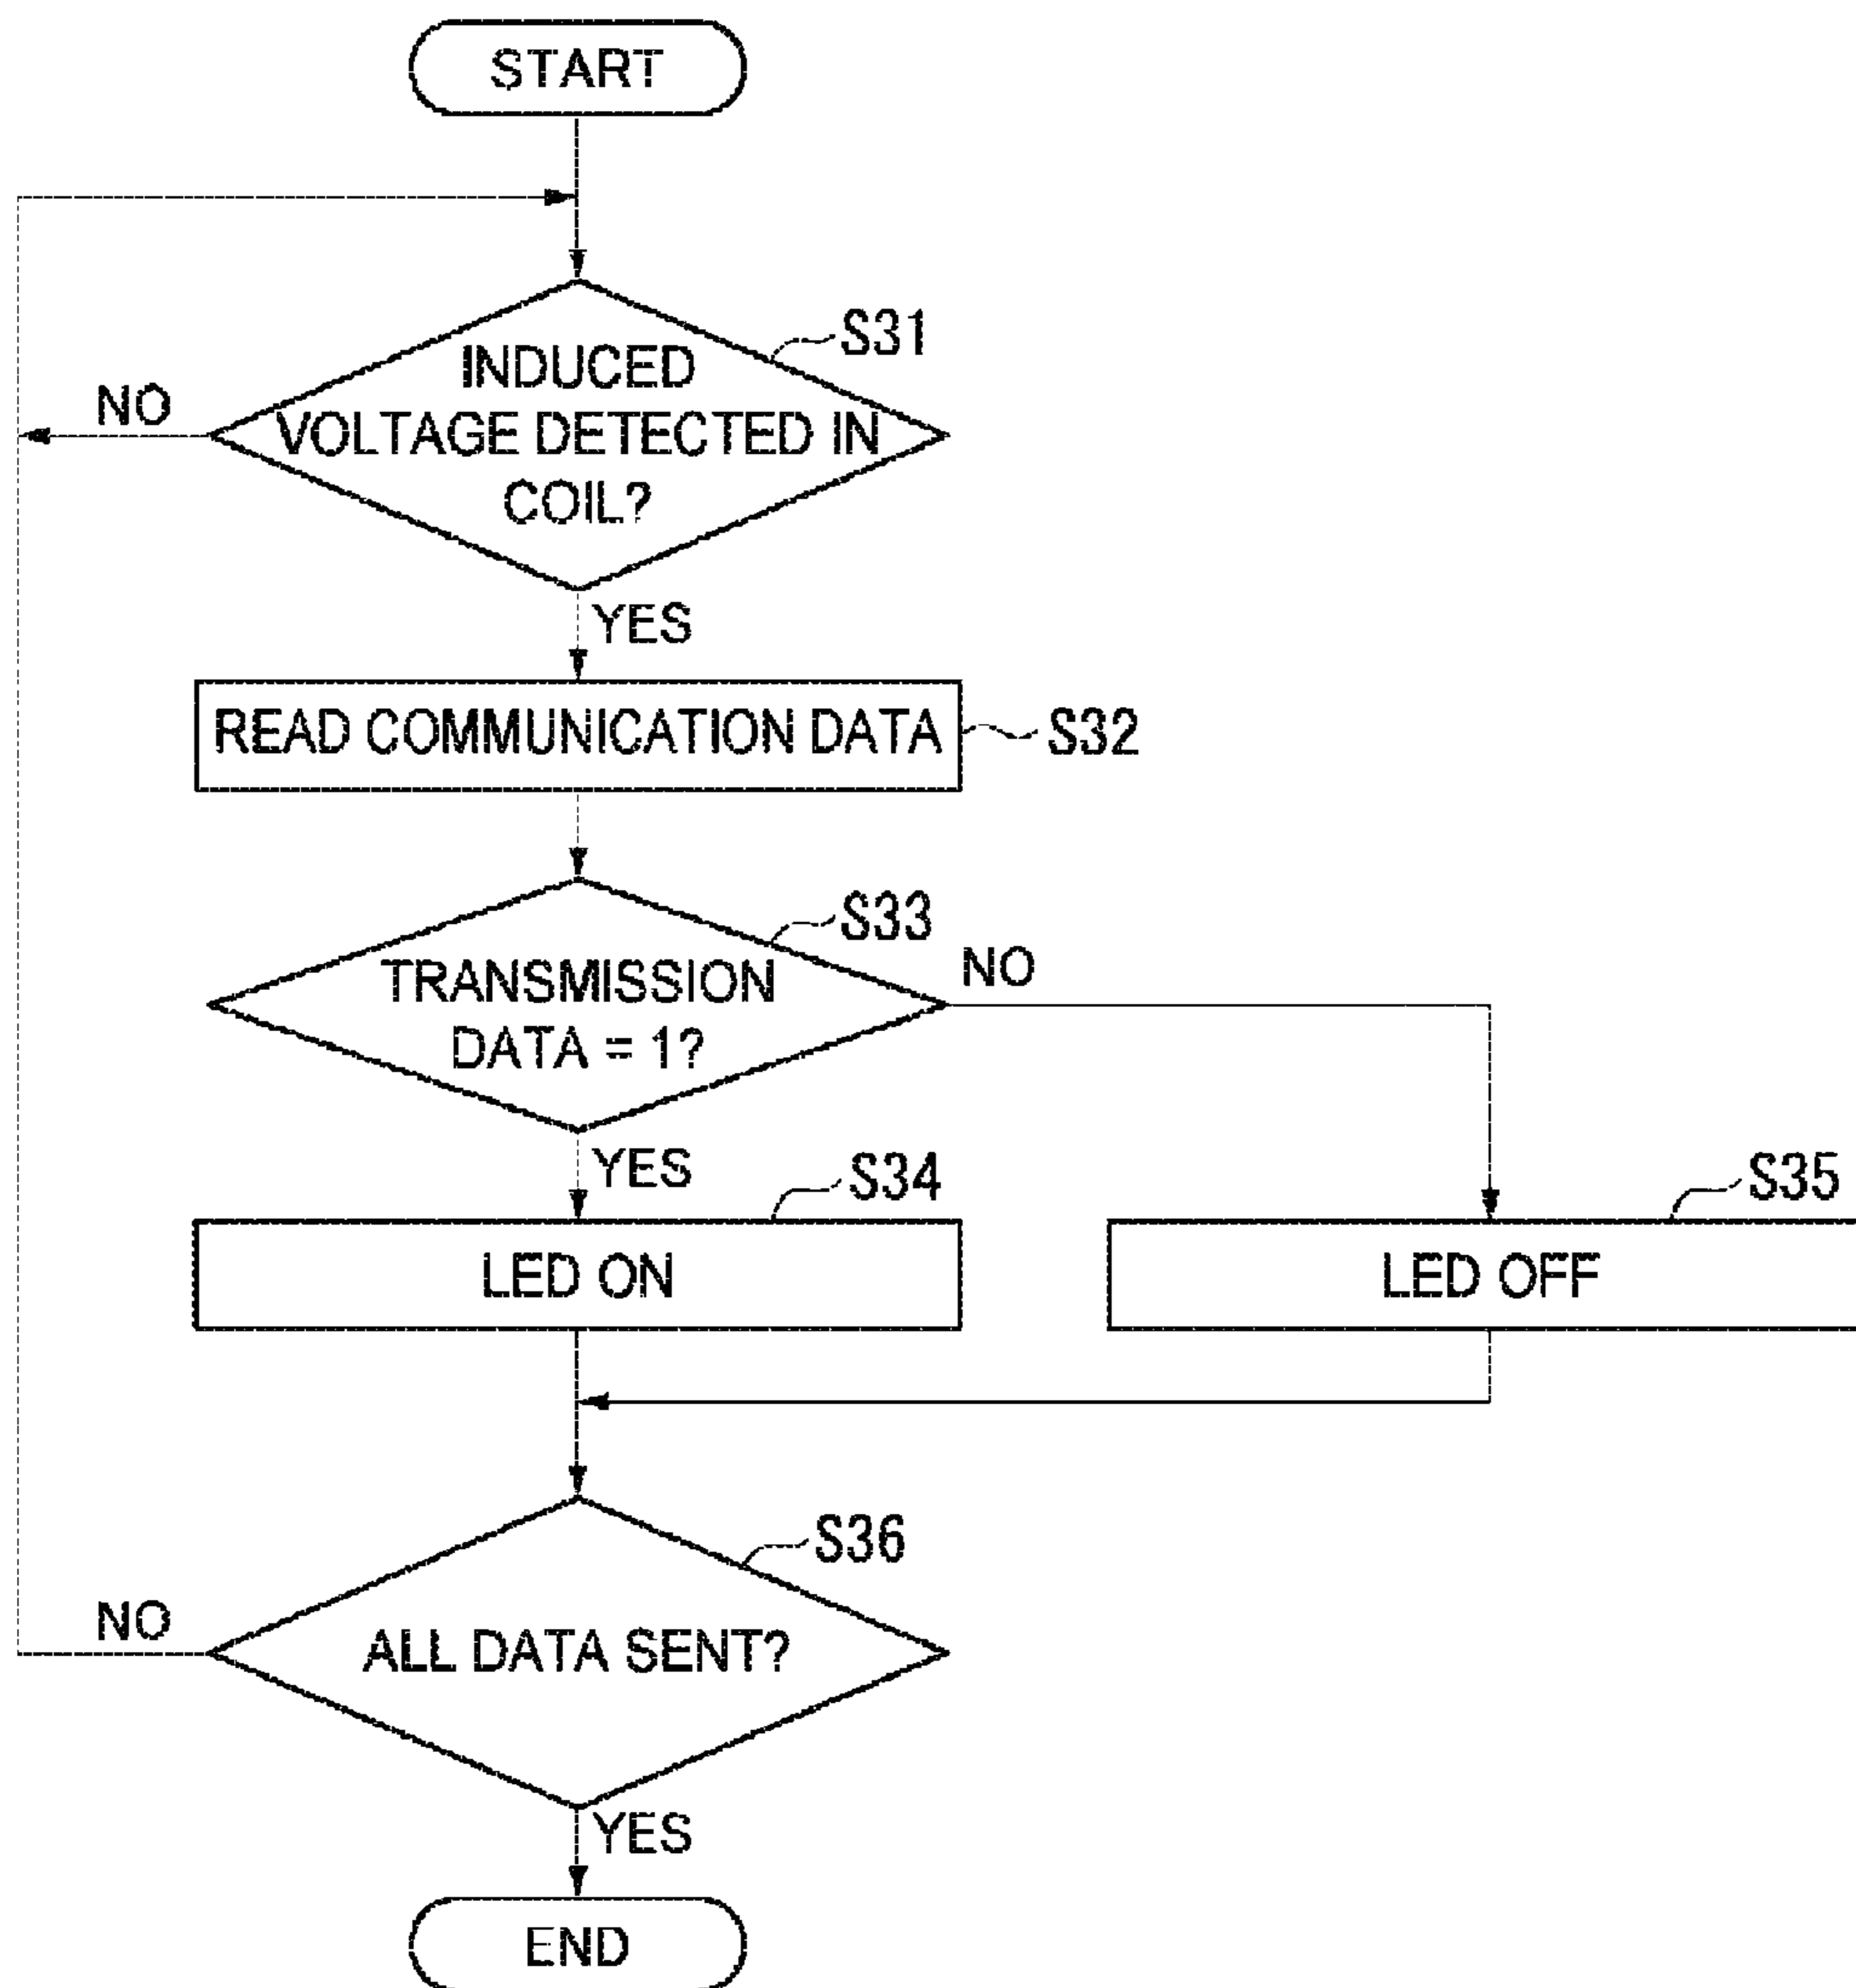 START
S31
INDUCED
VOLTAGE DETECTED IN
COIL?
NO
YES
READ COMMUNICATION DATA
S32
S33
TRANSMISSION
DATA = 1?
NO
YES
S34
LED ON
S35
LED OFF
S36
ALL DATA SENT?
NO
YES
END